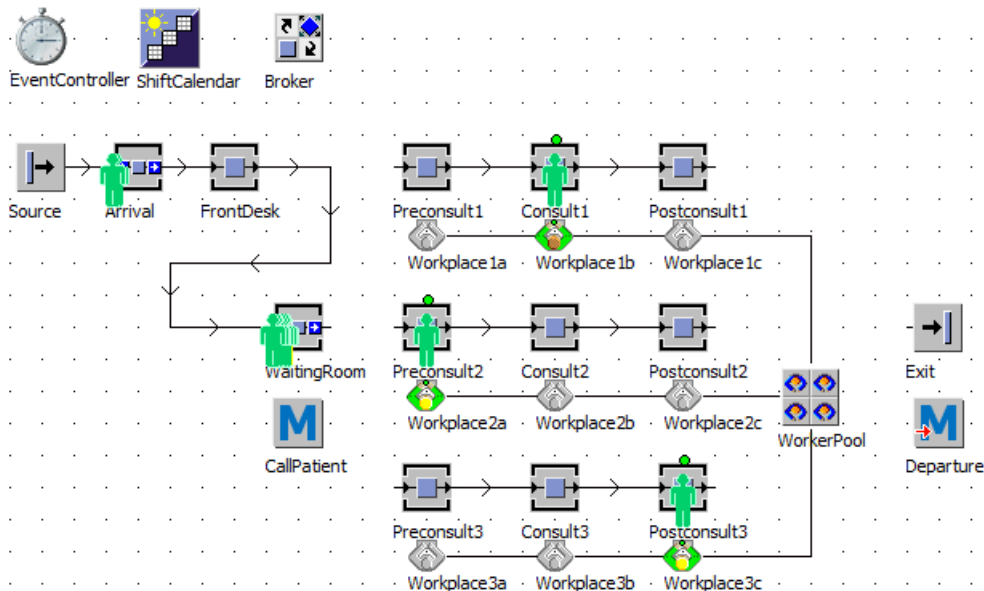 EventController ShiftCalendar Broker
Source Arrival FrontDesk Preconsult1 Consult1 Postconsult1
Workplace1a Workplace1b Workplace1c
WaitingRoom Preconsult2 Consult2 Postconsult2 Exit
Workplace2a Workplace2b Workplace2c
WorkerPool
M M
CallPatient Departure
Preconsult3 Consult3 Postconsult3
Workplace3a Workplace3b Workplace3c